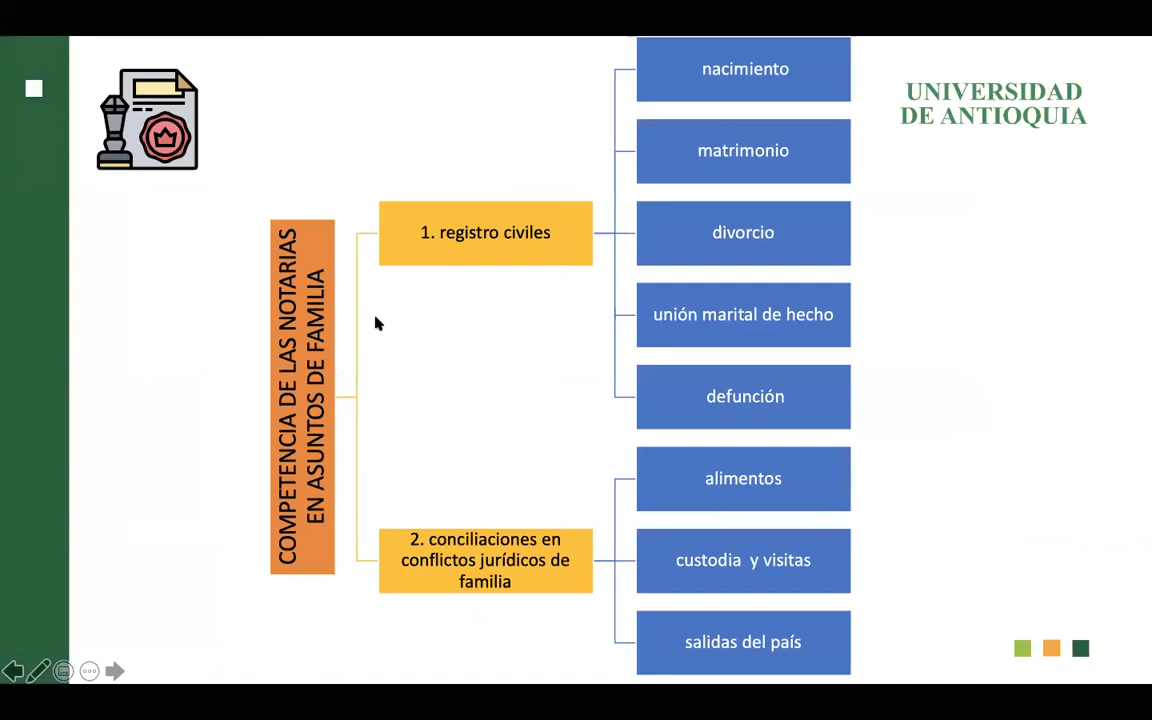 UNIVERSIDAD
DE ANTIOQUIA
COMPETENCIA DE LAS NOTARIAS
EN ASUNTOS DE FAMILIA
1. registro civiles
nacimiento
matrimonio
divorcio
unión marital de hecho
defunción
2. conciliaciones en
conflictos jurídicos de
familia
alimentos
custodia y visitas
salidas del país